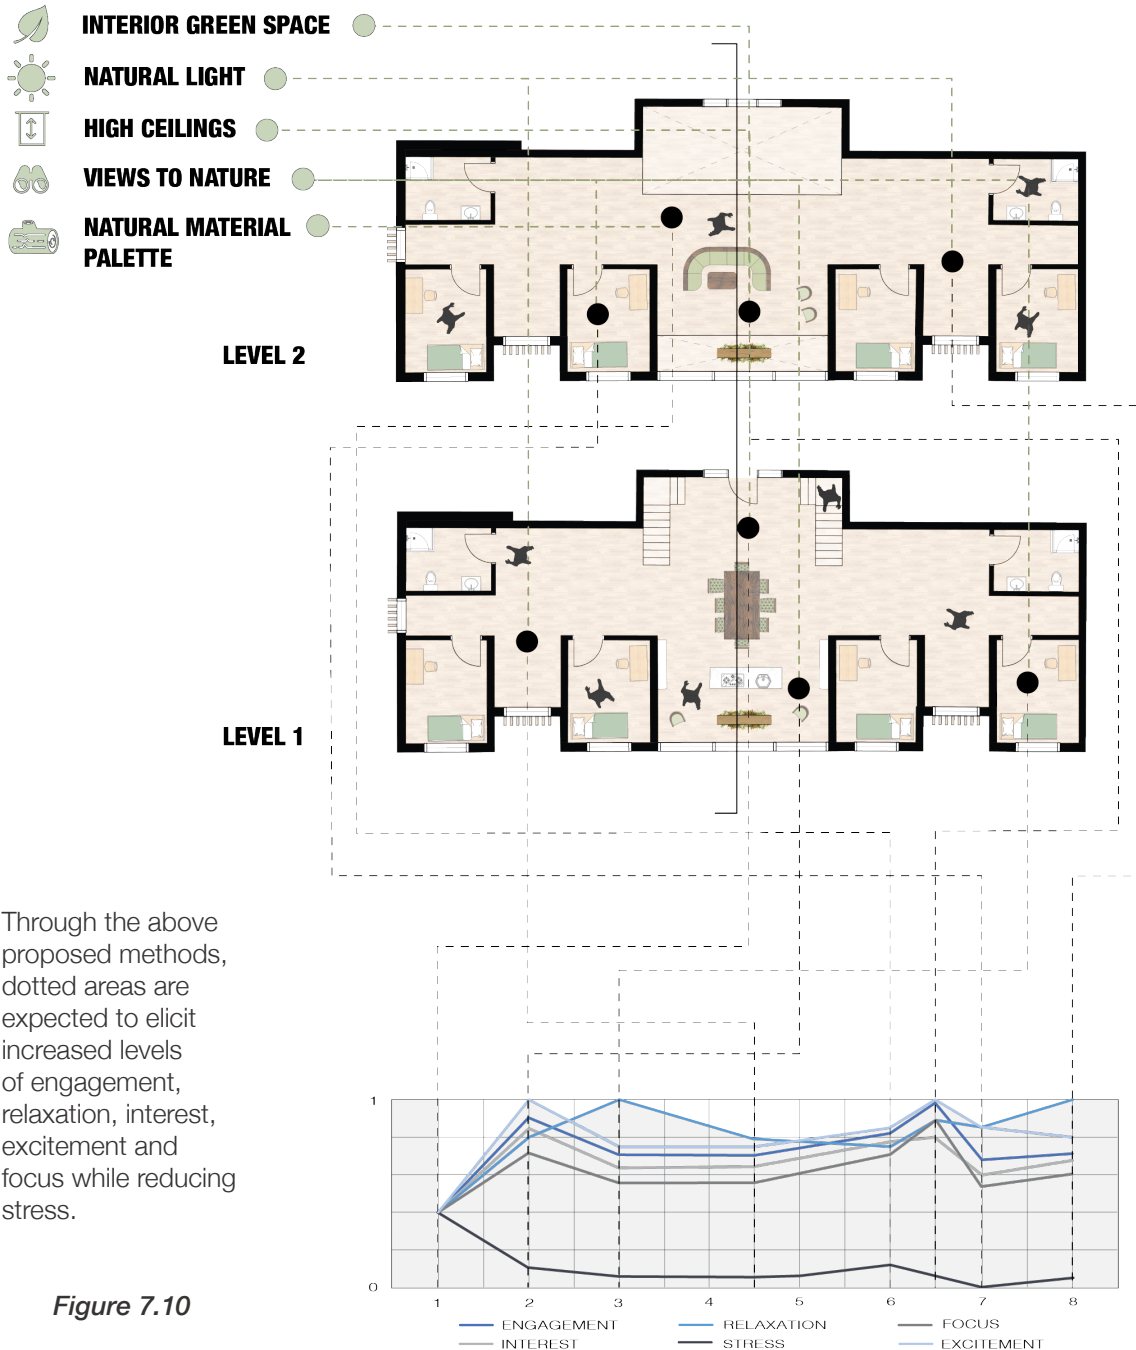 INTERIOR GREEN SPACE
NATURAL LIGHT
HIGH CEILINGS
VIEWS TO NATURE
NATURAL MATERIAL
PALETTE
LEVEL 2
LEVEL 1
Through the above
proposed methods,
dotted areas are
expected to elicit
increased levels
of engagement,
relaxation, interest,
excitement and
focus while reducing
stress.
Figure 7.10
1
0
1 2 3 4 5 6 7 8
ENGAGEMENT RELAXATION FOCUS
INTEREST STRESS EXCITEMENT